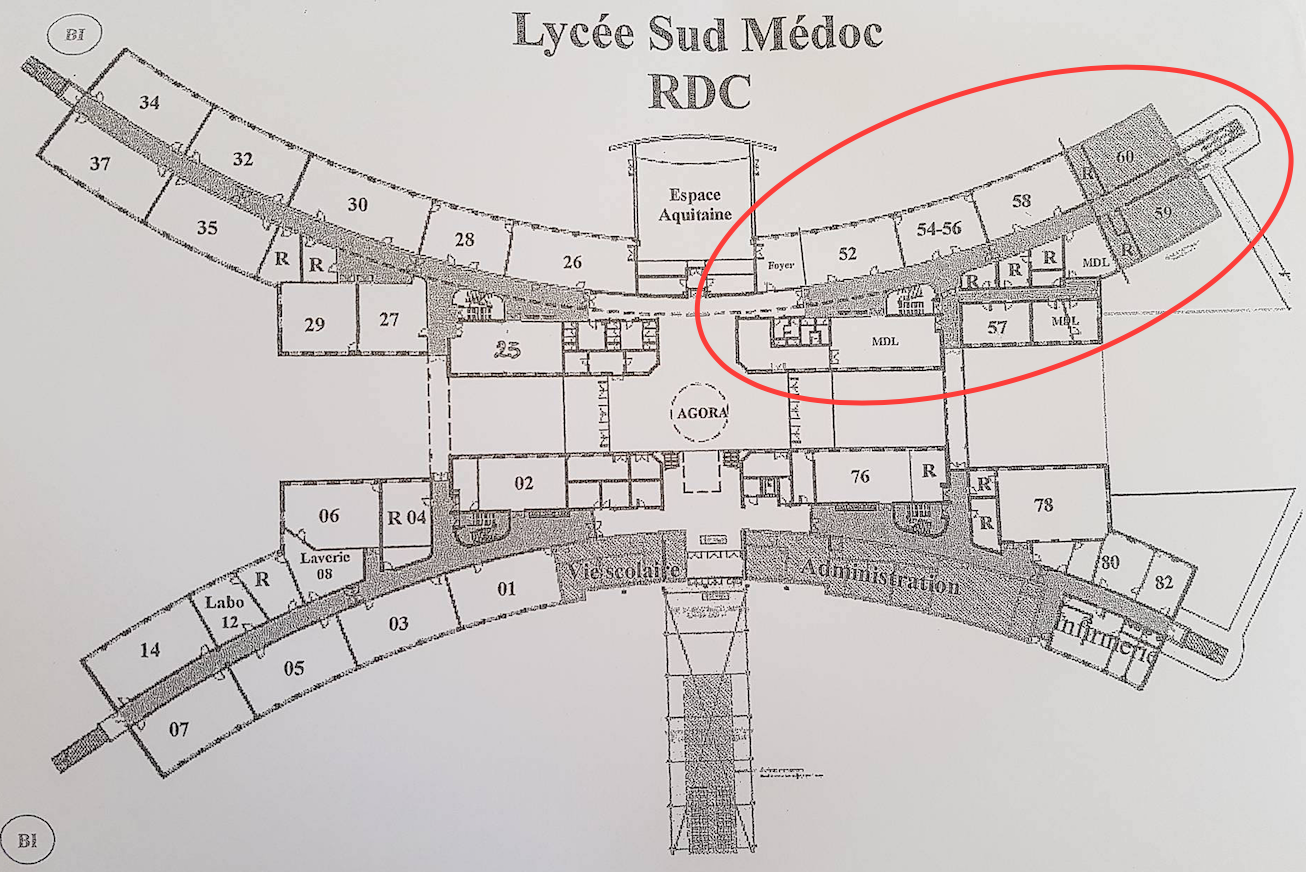 BI
Lycée Sud Médoc
RDC
34
32
30
28
26
37
35
R
R
29
27
25
Espace
Aquitaine
Foyer
52
54-56
58
R
60
59
R
MDL
R
R
R
57
MDL
MDL
AGORA
02
76
R
R
78
R
06
R 04
Laverie
08
R
Labo
12
14
01
03
05
07
Vie scolaire
Administration
80
82
Infirmerie
BI